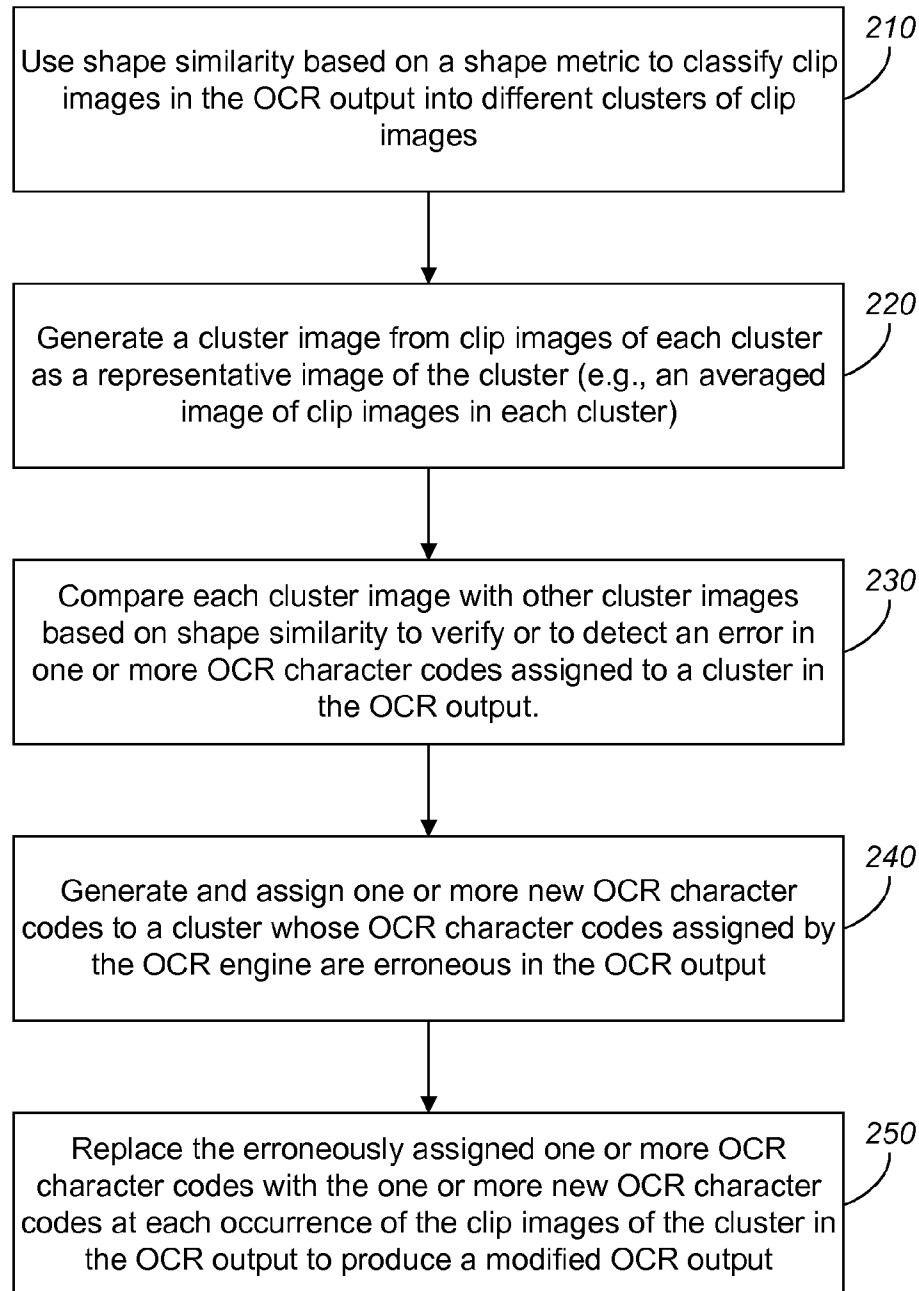 210
Use shape similarity based on a shape metric to classify clip
images in the OCR output into different clusters of clip
images
220
Generate a cluster image from clip images of each cluster
as a representative image of the cluster (e.g., an averaged
image of clip images in each cluster)
230
Compare each cluster image with other cluster images
based on shape similarity to verify or to detect an error in
one or more OCR character codes assigned to a cluster in
the OCR output.
240
Generate and assign one or more new OCR character
codes to a cluster whose OCR character codes assigned by
the OCR engine are erroneous in the OCR output
250
Replace the erroneously assigned one or more OCR
character codes with the one or more new OCR character
codes at each occurrence of the clip images of the cluster in
the OCR output to produce a modified OCR output